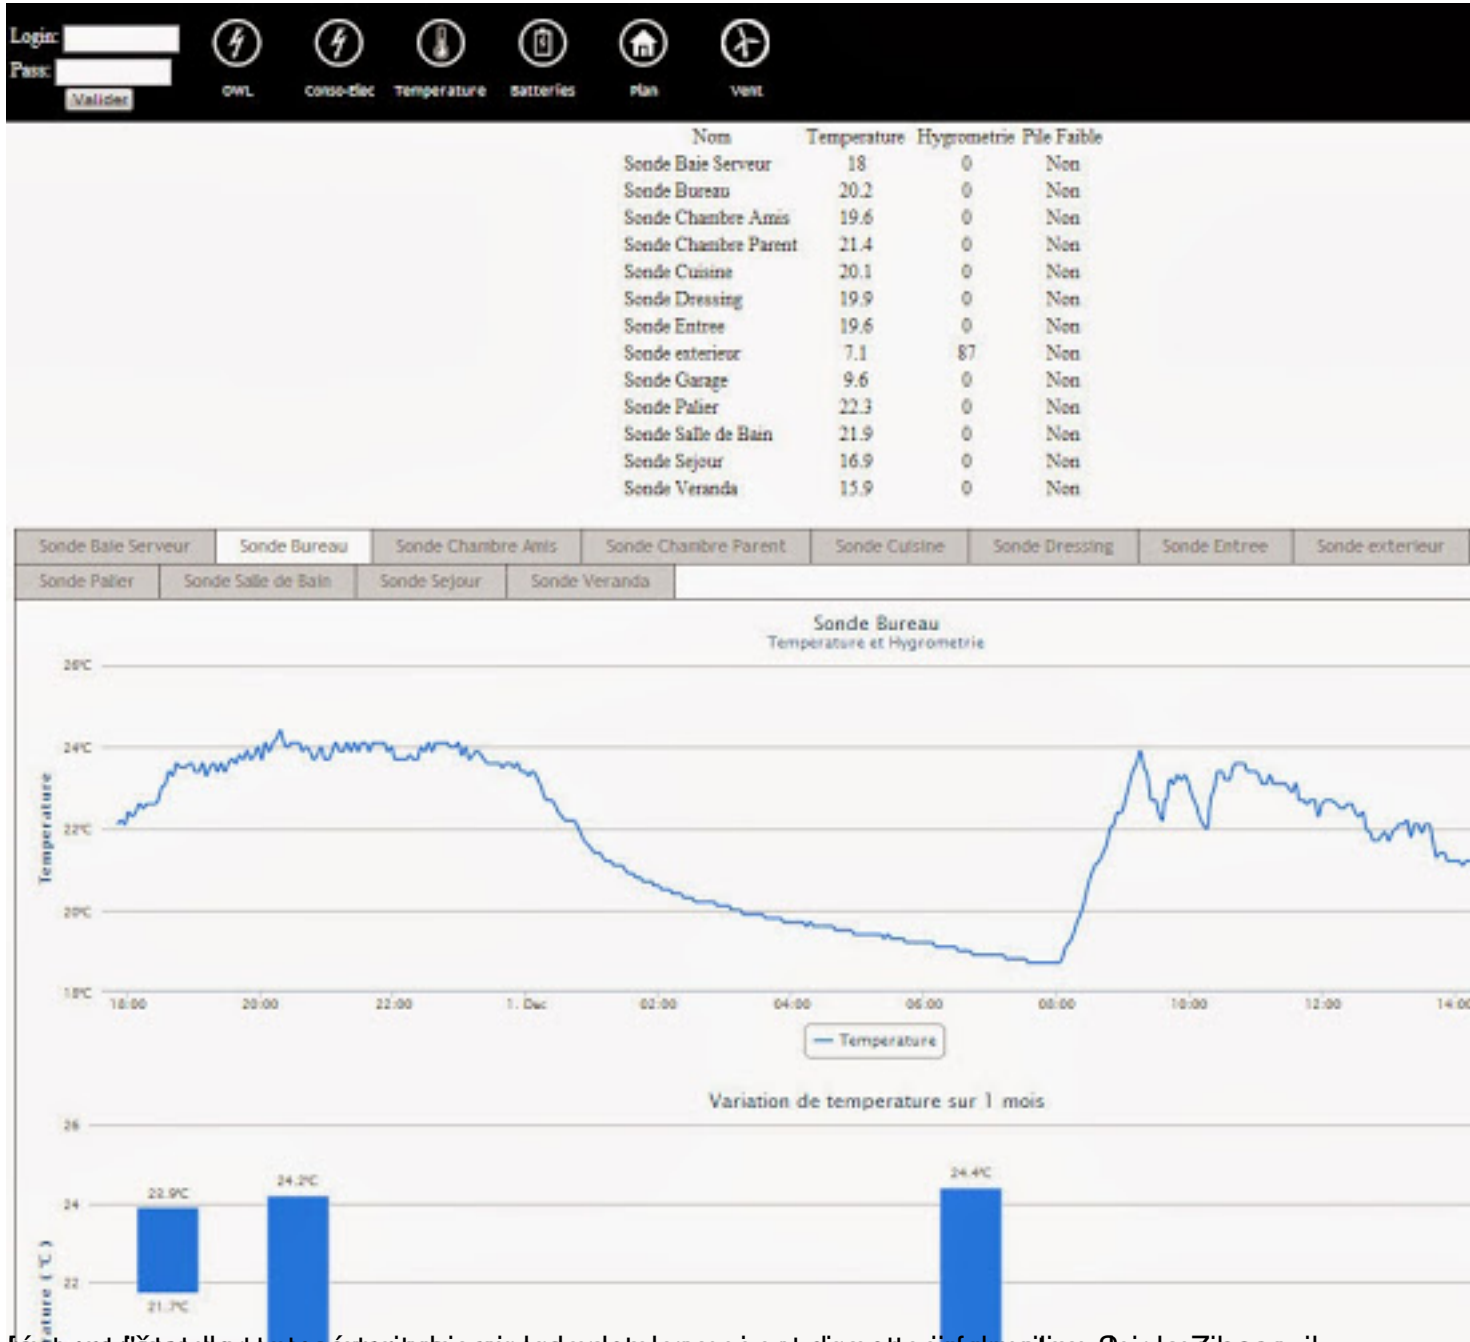 Login:
Pass:
Valider
OWL Conso-Elec Temperature Batteries Plan Vent
Nom Temperature Hygrometrie Pile Faible
Sonde Baie Serveur 18 0 Non
Sonde Bureau 20.2 0 Non
Sonde Chambre Amis 19.6 0 Non
Sonde Chambre Parent 21.4 0 Non
Sonde Cuisine 20.1 0 Non
Sonde Dressing 19.9 0 Non
Sonde Entree 19.6 0 Non
Sonde exterieur 7.1 87 Non
Sonde Garage 9.6 0 Non
Sonde Palier 22.3 0 Non
Sonde Salle de Bain 21.9 0 Non
Sonde Sejour 16.9 0 Non
Sonde Veranda 15.9 0 Non
Sonde Baie Serveur Sonde Bureau Sonde Chambre Amis Sonde Chambre Parent Sonde Cuisine Sonde Dressing Sonde Entree Sonde exterieur
Sonde Palier Sonde Salle de Bain Sonde Sejour Sonde Veranda
Sonde Bureau
Temperature et Hygrometrie
26°C
24°C
22°C
20°C
18°C
Temperature
18:00 20:00 22:00 1. Dec 02:00 04:00 06:00 08:00 10:00 12:00 14:00
Temperature
Variation de temperature sur 1 mois
26
24
22
23.9°C
21.7°C
24.2°C
24.4°C
ature ( °C )